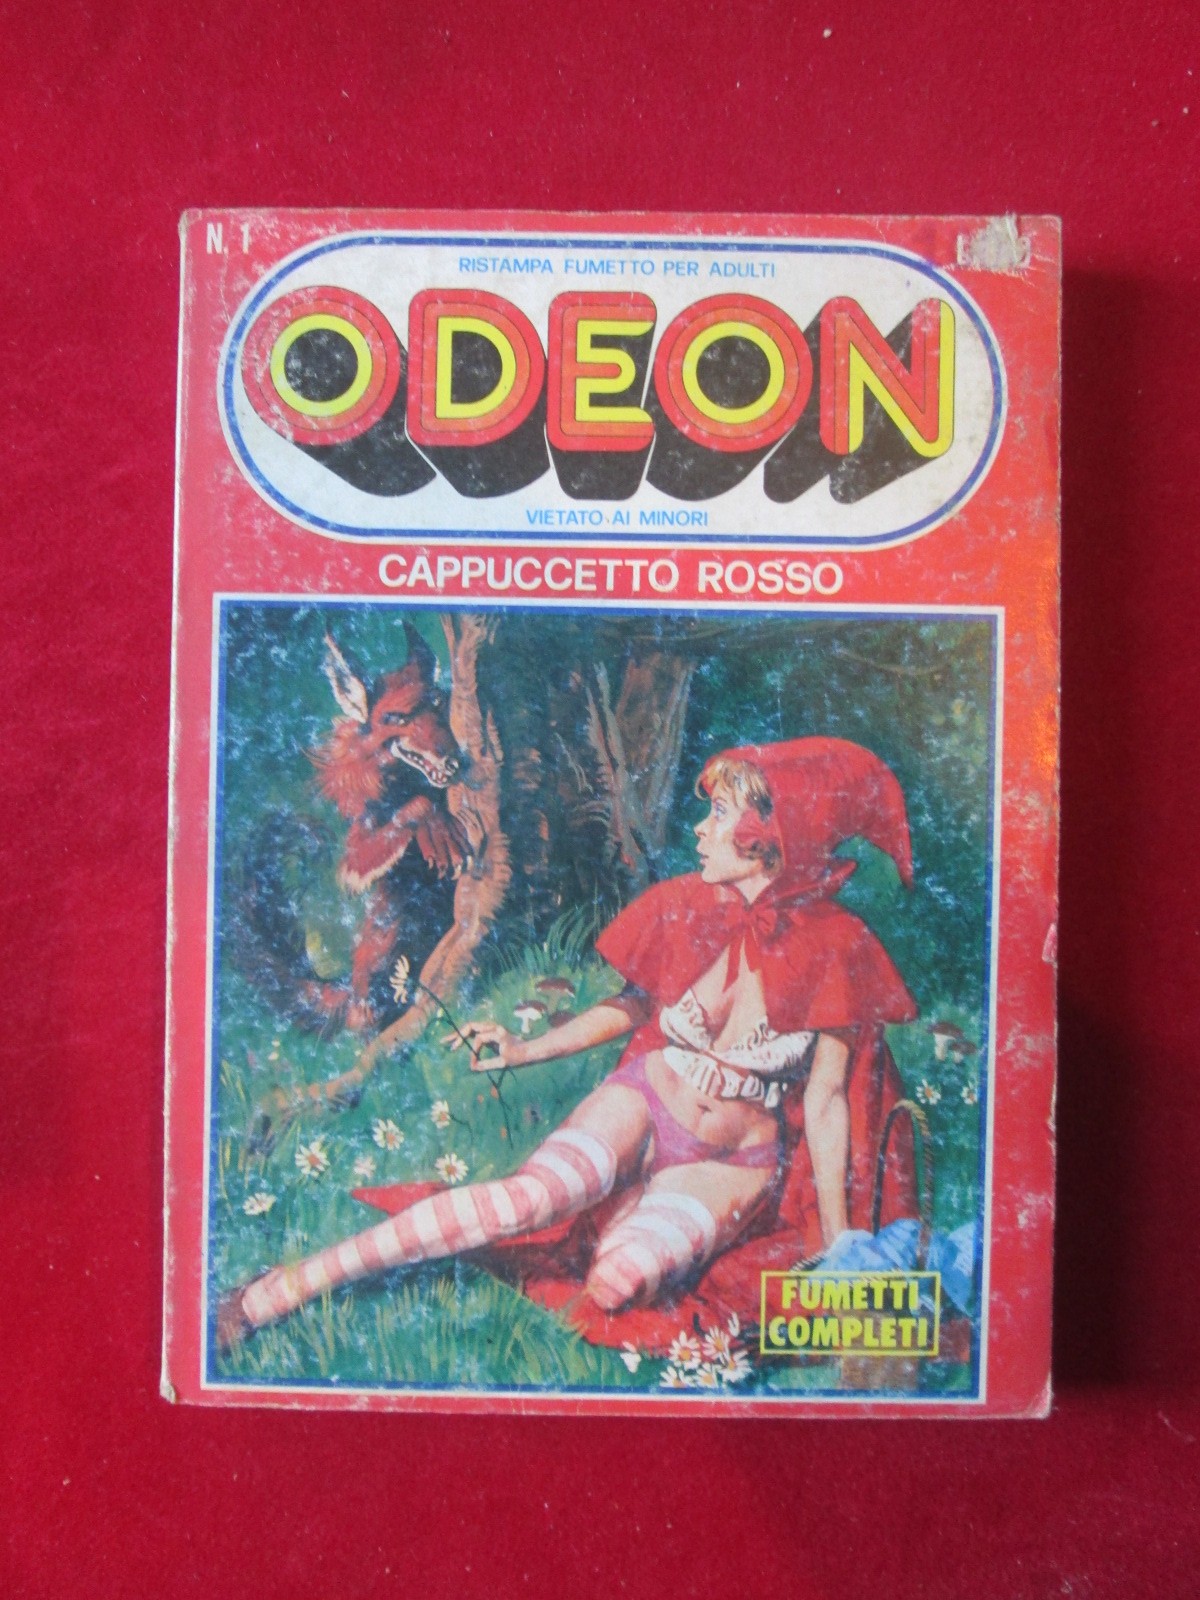 N. 1
RISTAMPA FUMETTO PER ADULTI
ODEON
VIETATO AI MINORI
CAPPUCCETTO ROSSO
FUMETTI
COMPLETI